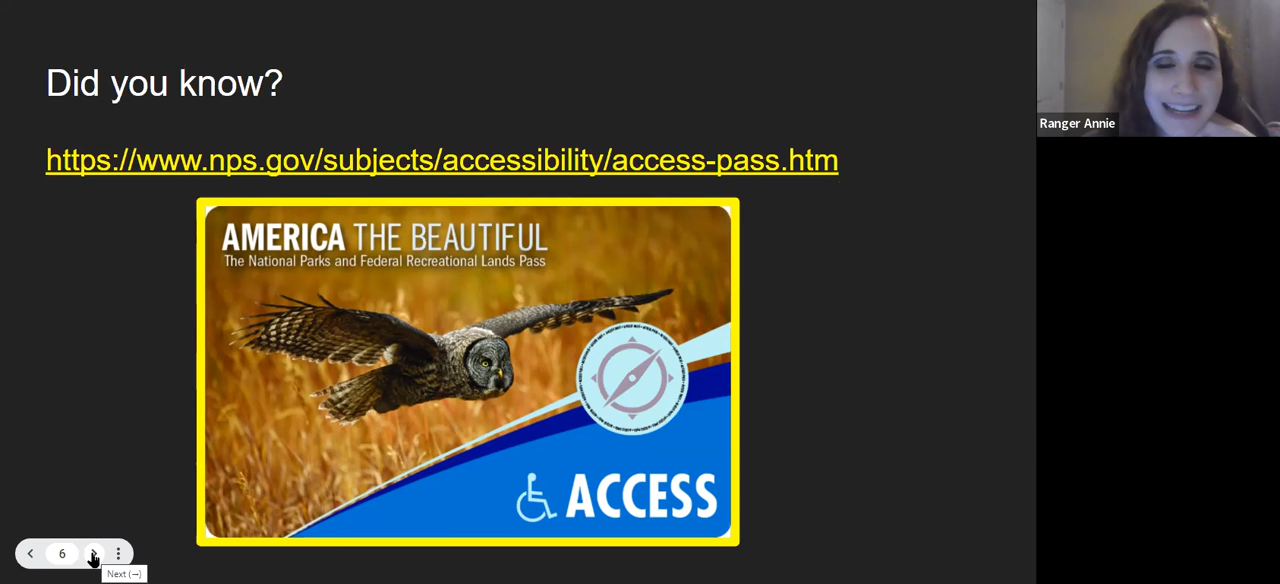 Did you know?
https://www.nps.gov/subjects/accessibility/access-pass.htm
AMERICA THE BEAUTIFUL
The National Parks and Federal Recreational Lands Pass
ACCESS
Ranger Annie
6
Next (→)